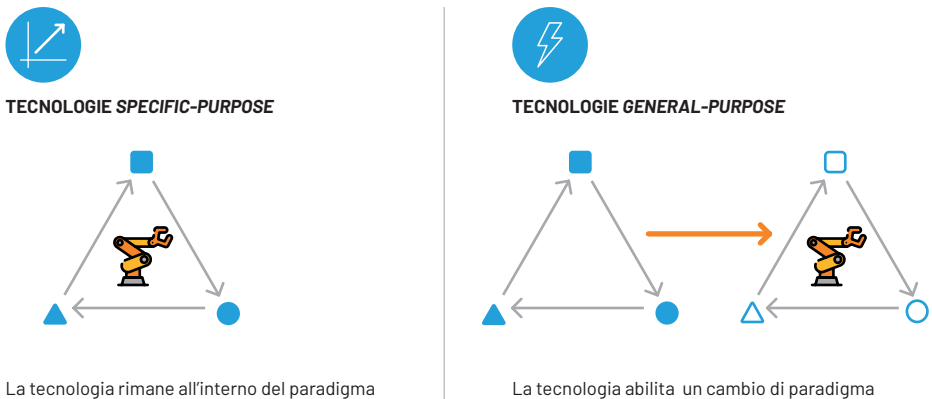 TECNOLOGIE SPECIFIC-PURPOSE
La tecnologia rimane all'interno del paradigma
TECNOLOGIE GENERAL-PURPOSE
La tecnologia abilita  un cambio di paradigma